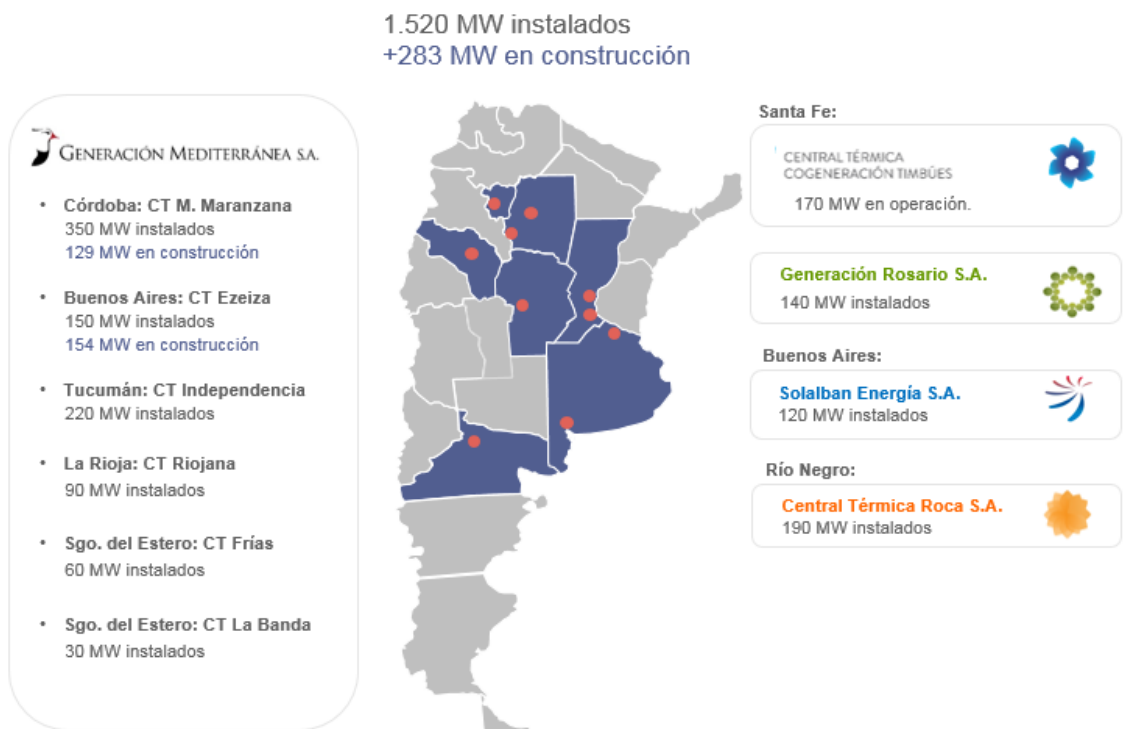 1.520 MW instalados
+283 MW en construcción
GENERACIÓN MEDITERRÁNEA S.A.
• Córdoba: CT M. Maranzana
350 MW instalados
129 MW en construcción
• Buenos Aires: CT Ezeiza
150 MW instalados
154 MW en construcción
• Tucumán: CT Independencia
220 MW instalados
• La Rioja: CT Riojana
90 MW instalados
• Sgo. del Estero: CT Frías
60 MW instalados
• Sgo. del Estero: CT La Banda
30 MW instalados
Santa Fe:
CENTRAL TÉRMICA
COGENERACIÓN TIMBÚES
170 MW en operación.
Generación Rosario S.A.
140 MW instalados
Buenos Aires:
Solalban Energía S.A.
120 MW instalados
Río Negro:
Central Térmica Roca S.A.
190 MW instalados